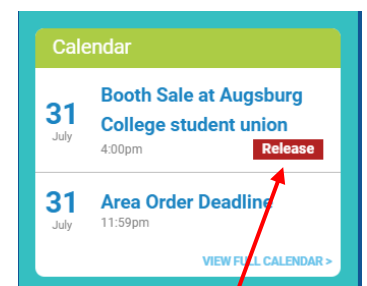 Calendar
31
July
Booth Sale at Augsburg
College student union
4:00pm
Release
31
July
Area Order Deadline
11:59pm
VIEW FULL CALENDAR >